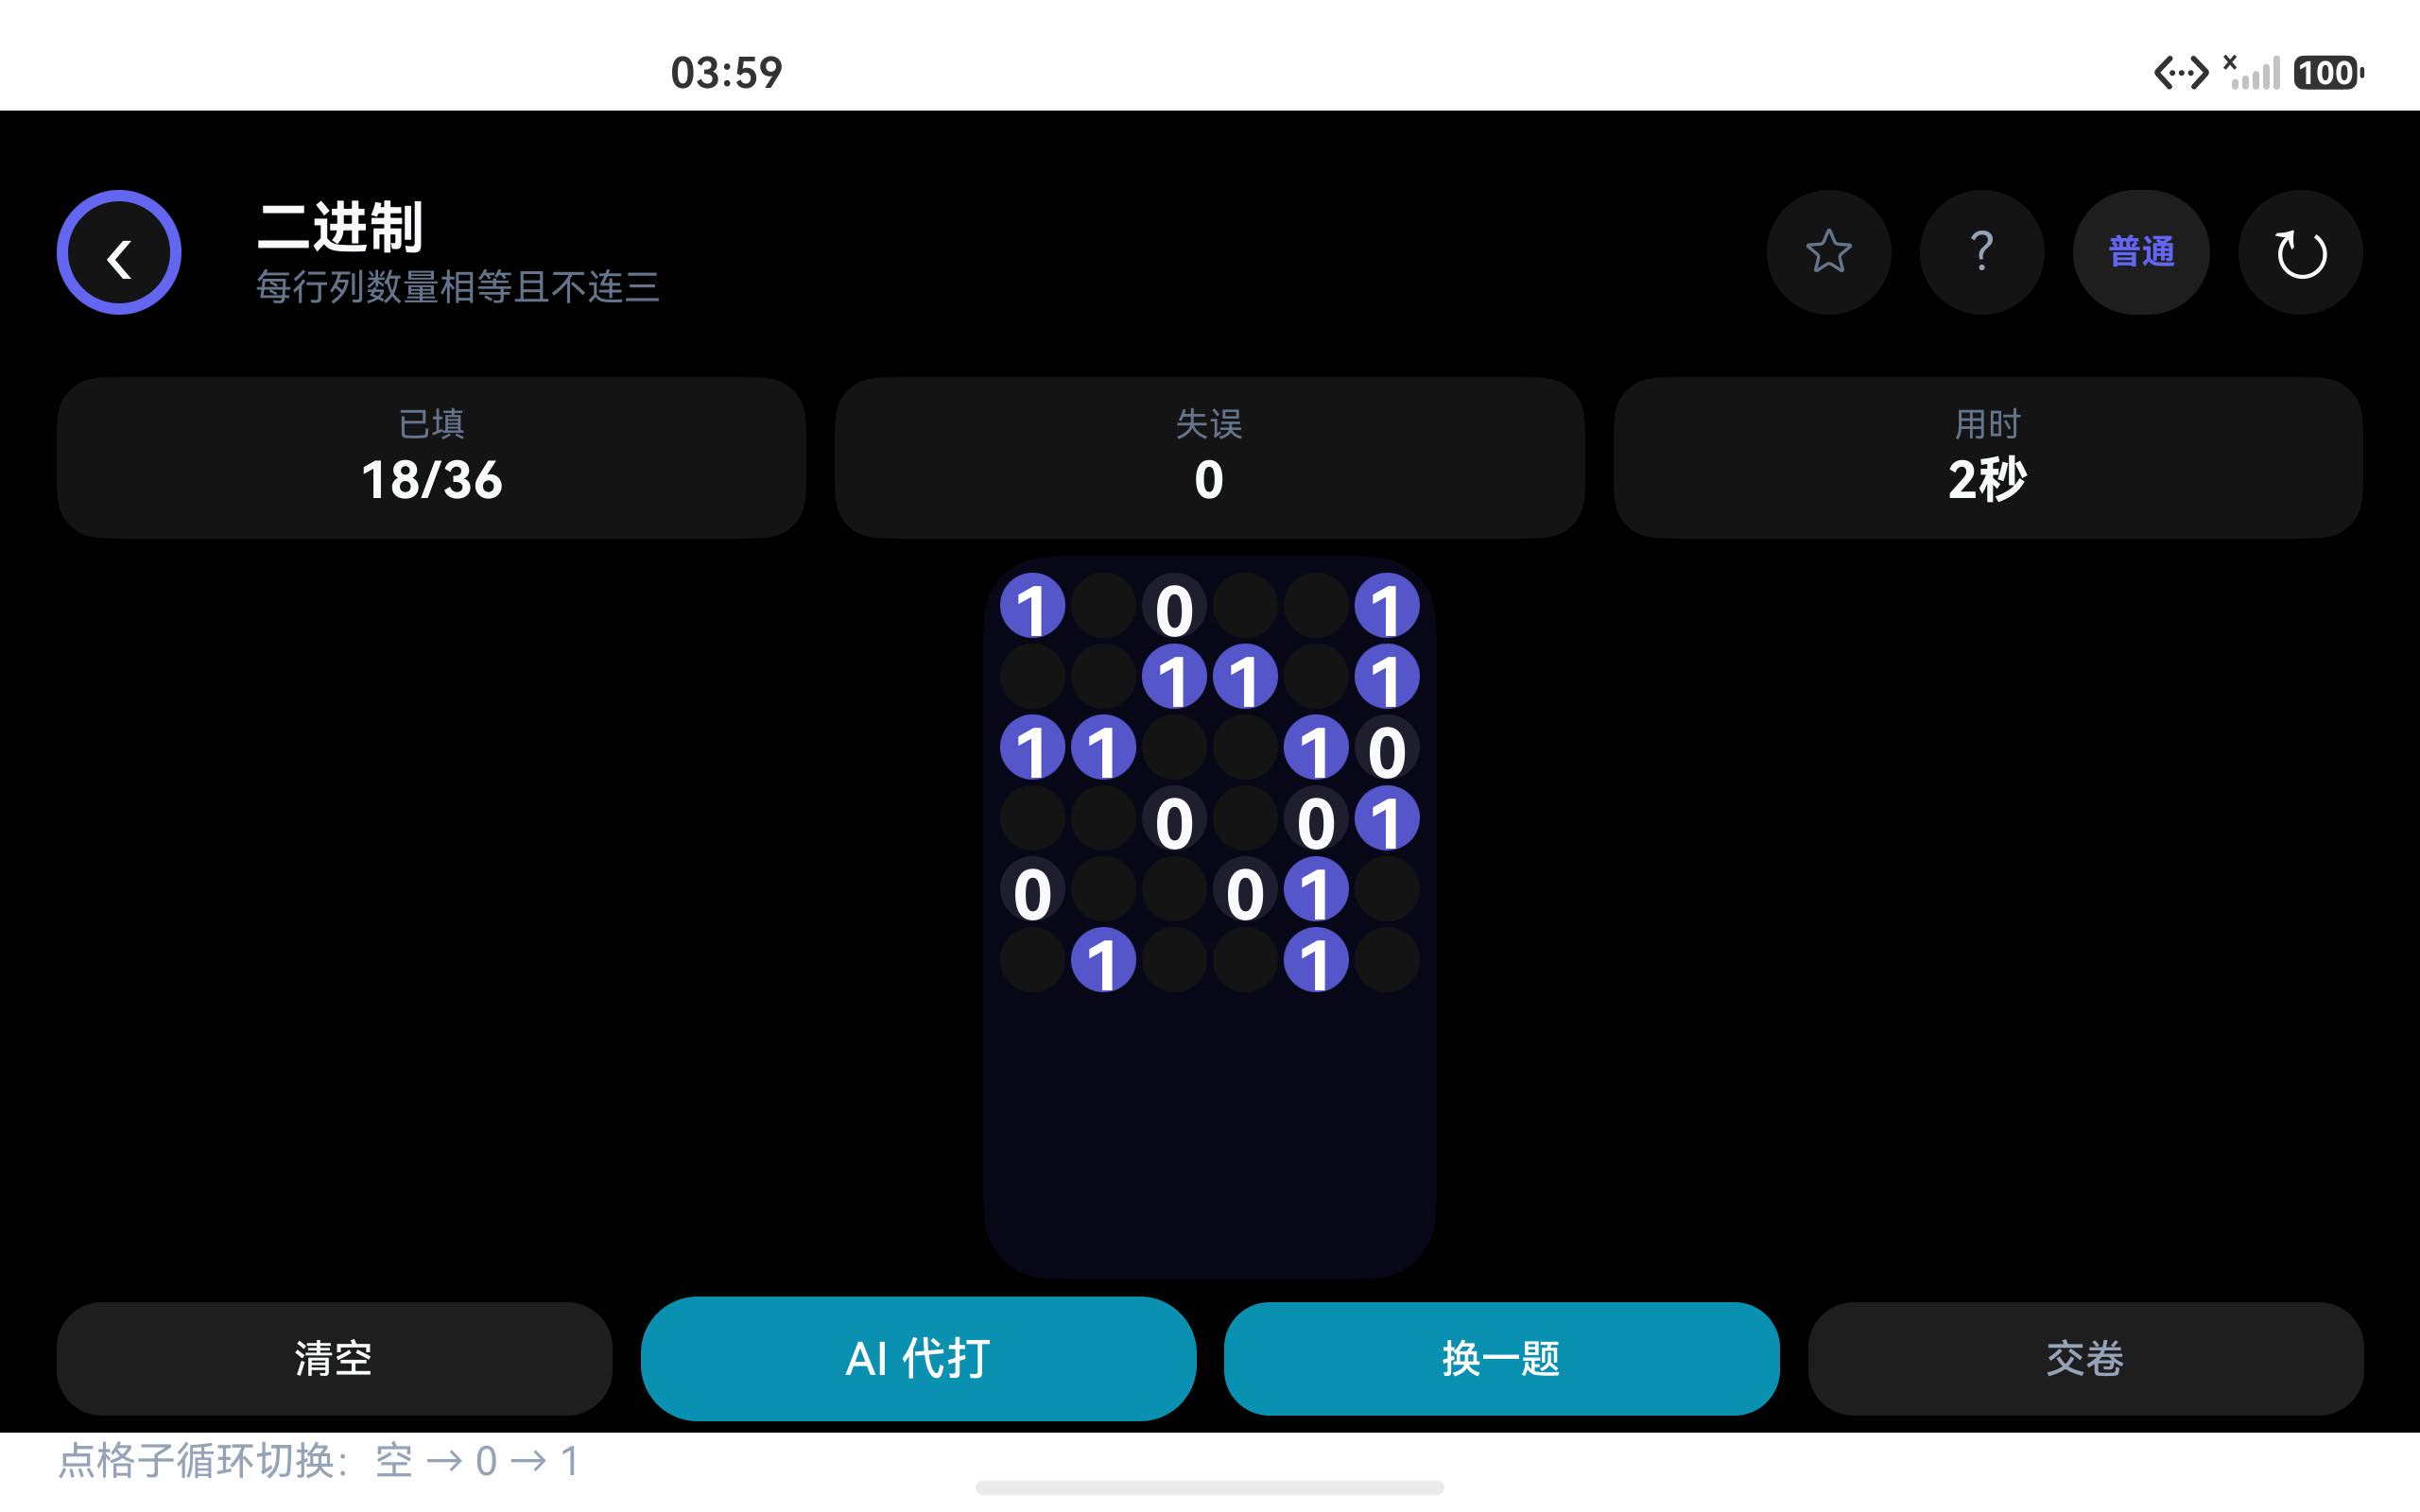 03:59
100
二进制
每行列数量相等且不连三
?
普通
已填
18/36
失误
0
用时
2秒
1 0 1
1 1 1
1 1 1 0
0 0 1
0 0 1
1 1
清空
AI 代打
换一题
交卷
点格子循环切换：空 → 0 → 1